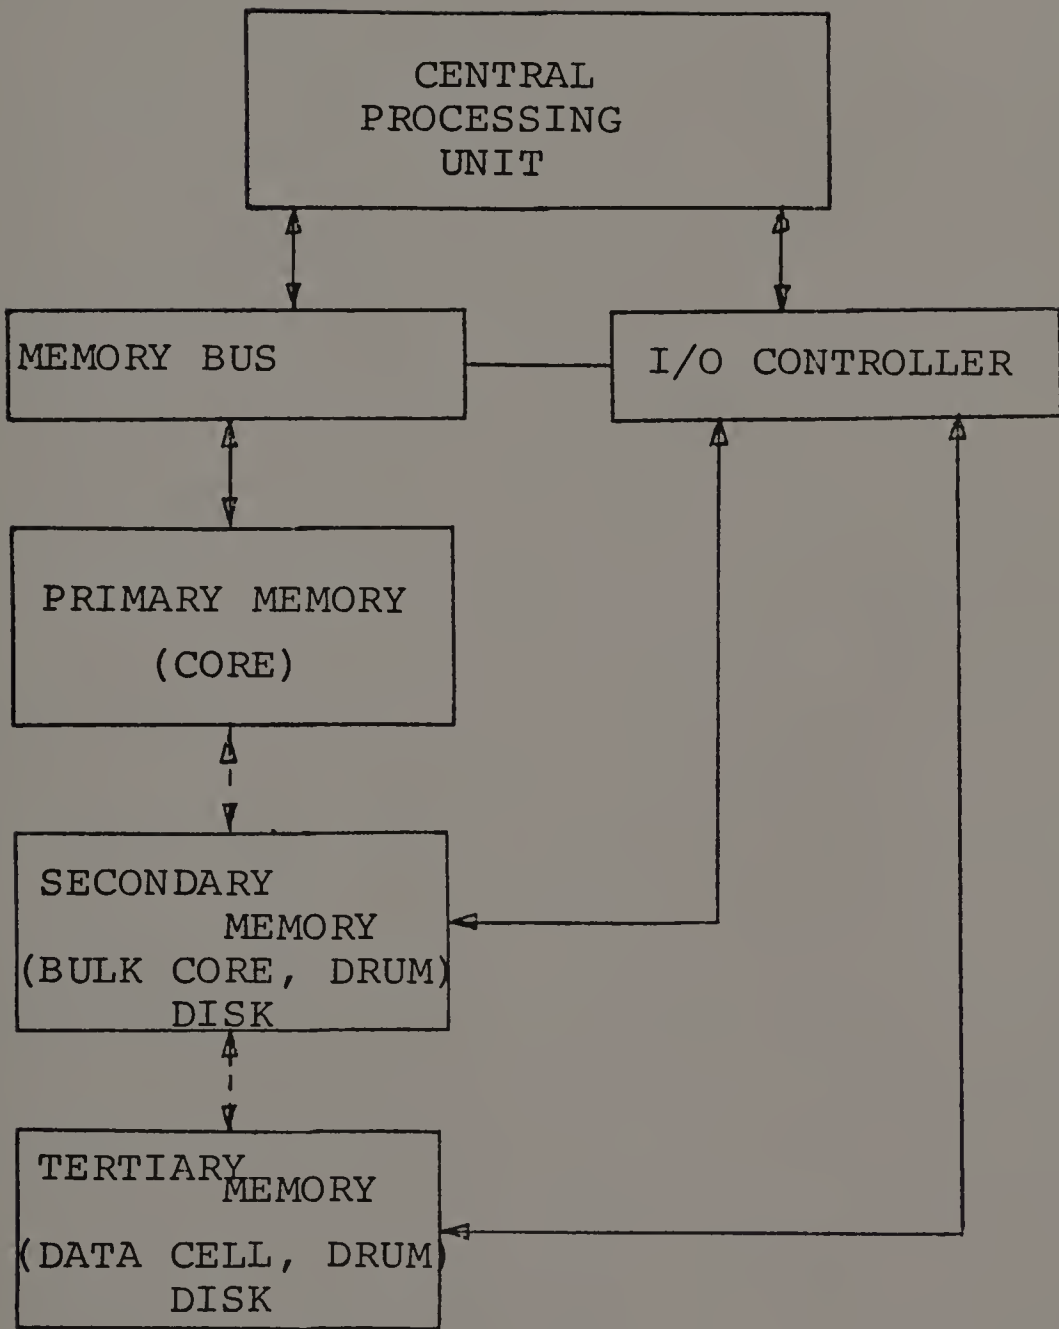 CENTRAL
PROCESSING
UNIT
MEMORY BUS
I/O CONTROLLER
PRIMARY MEMORY
(CORE)
SECONDARY
MEMORY
(BULK CORE, DRUM)
DISK
TERTIARY
MEMORY
(DATA CELL, DRUM)
DISK